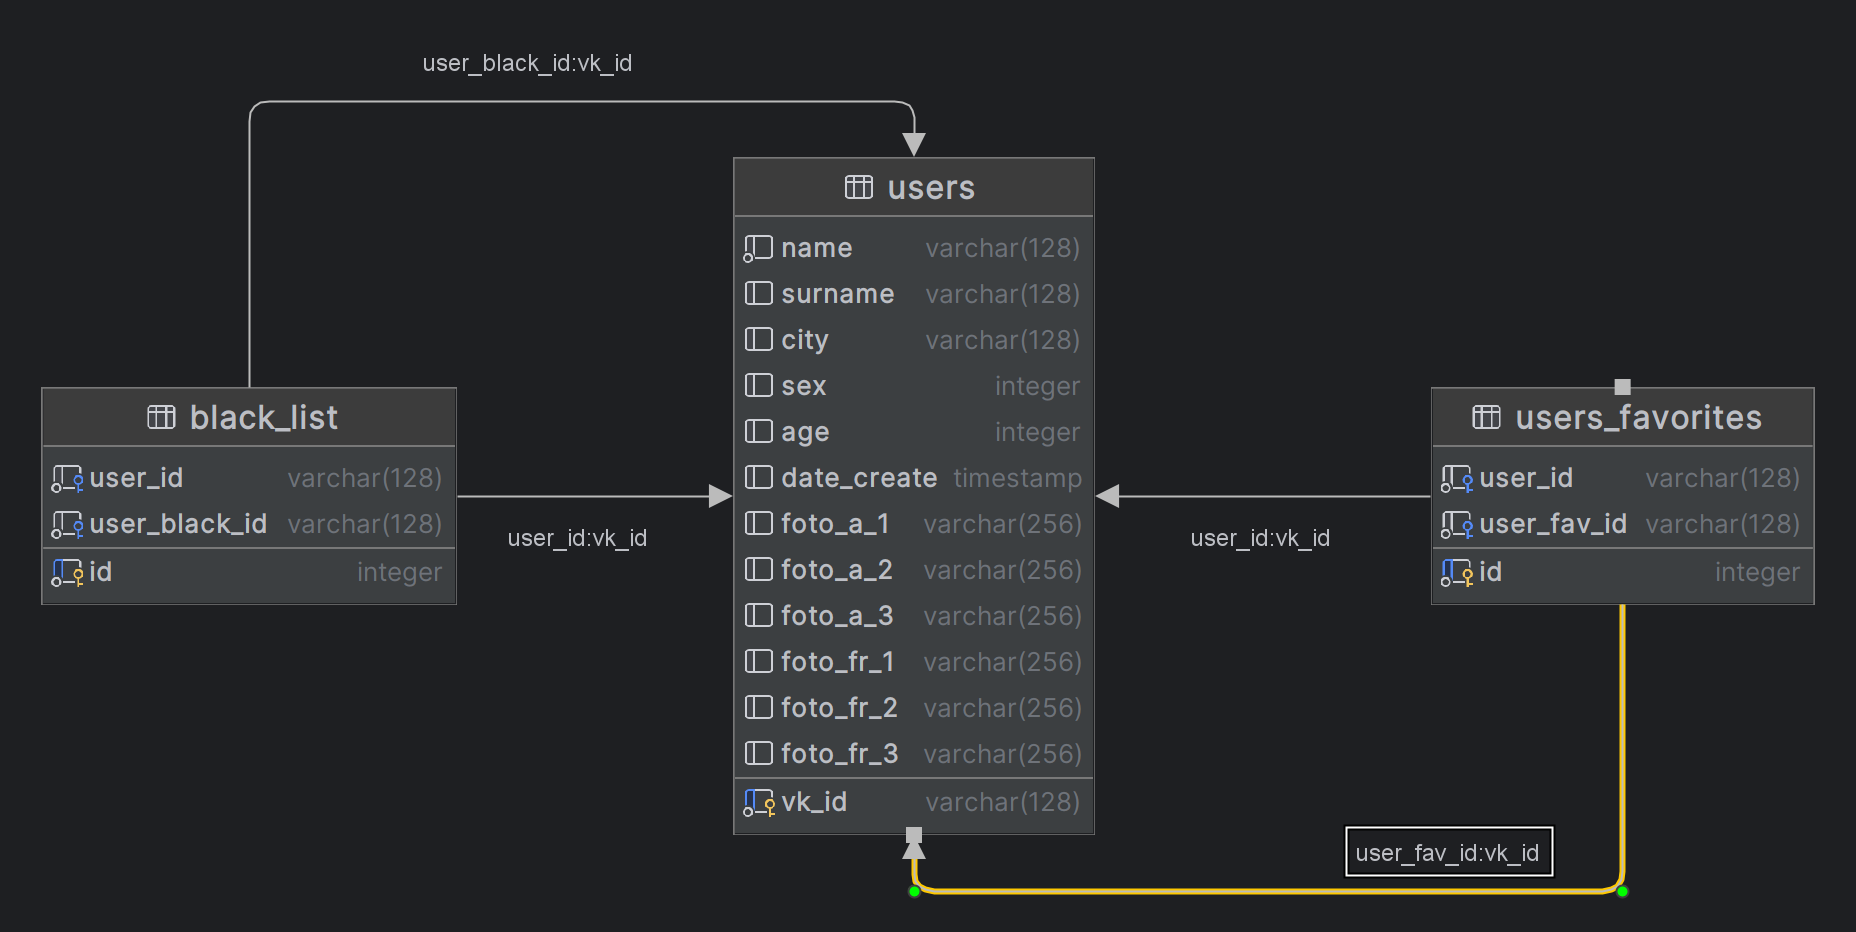 user_black_id:vk_id
users
name varchar(128)
surname varchar(128)
city varchar(128)
sex integer
age integer
date_create timestamp
foto_a_1 varchar(256)
foto_a_2 varchar(256)
foto_a_3 varchar(256)
foto_fr_1 varchar(256)
foto_fr_2 varchar(256)
foto_fr_3 varchar(256)
vk_id varchar(128)
black_list
user_id varchar(128)
user_black_id varchar(128)
id integer
user_id:vk_id
users_favorites
user_id varchar(128)
user_fav_id varchar(128)
id integer
user_id:vk_id
user_fav_id:vk_id